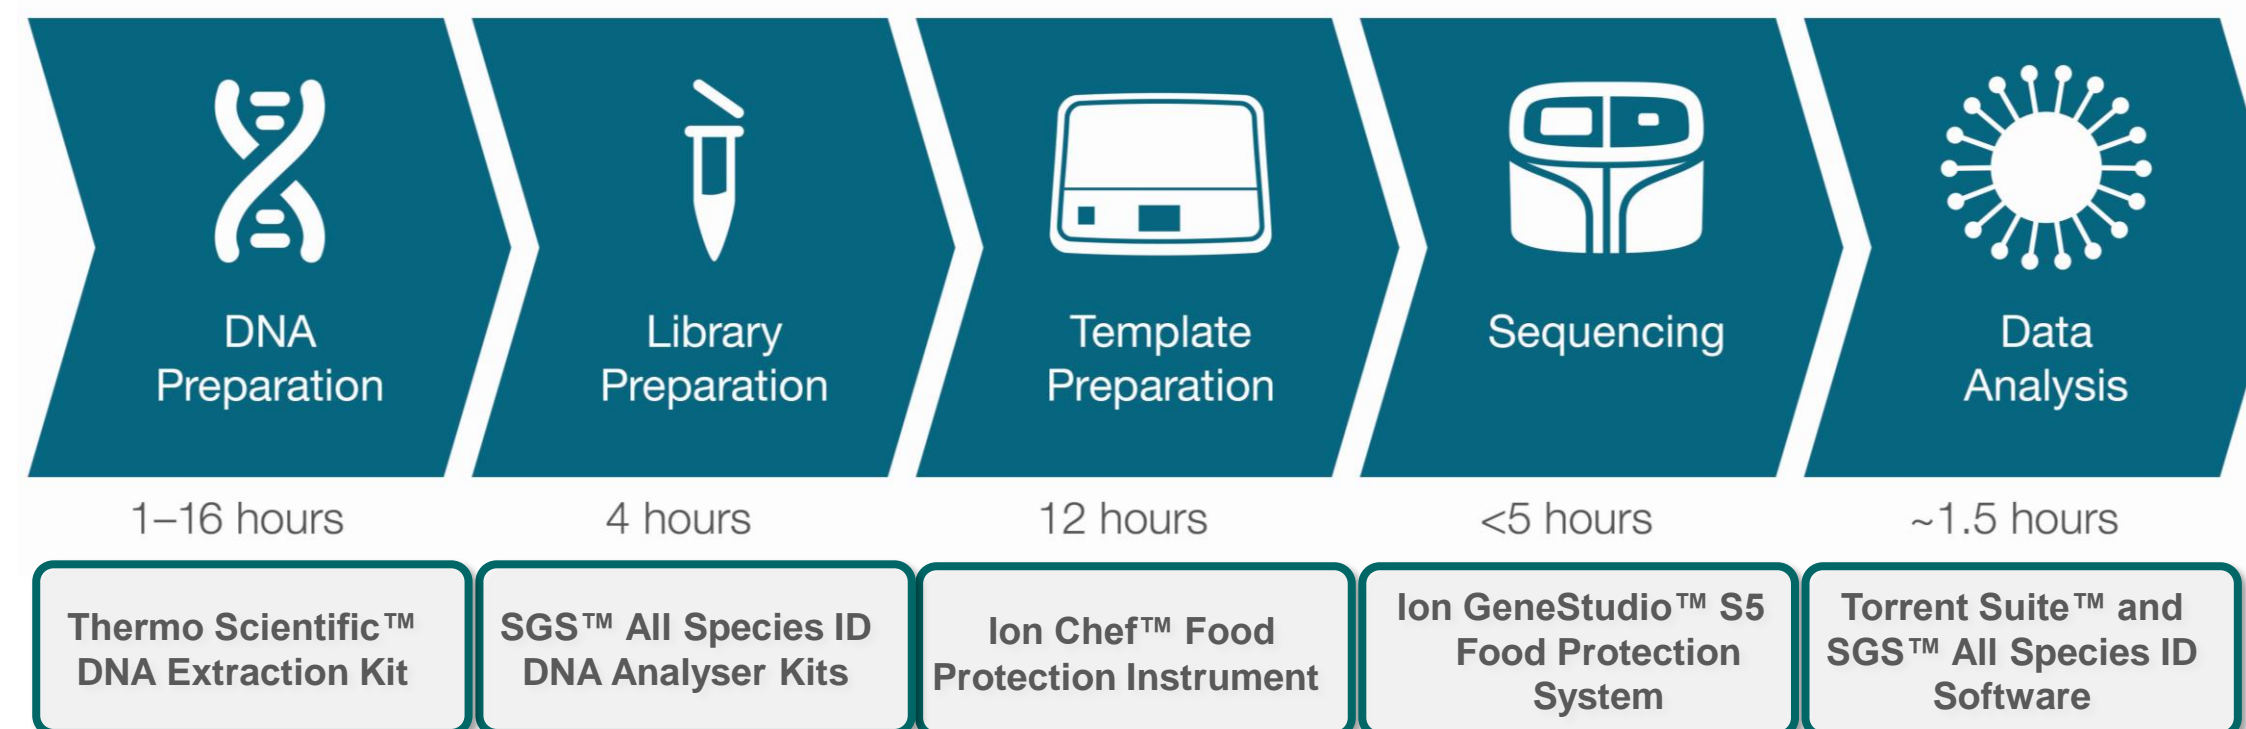 DNA
Preparation
Library
Preparation
Template
Preparation
Sequencing
Data
Analysis
1–16 hours
4 hours
12 hours
<5 hours
~1.5 hours
Thermo Scientific™
DNA Extraction Kit
SGS™ All Species ID
DNA Analyser Kits
Ion Chef™ Food
Protection Instrument
Ion GeneStudio™ S5
Food Protection
System
Torrent Suite™ and
SGS™ All Species ID
Software